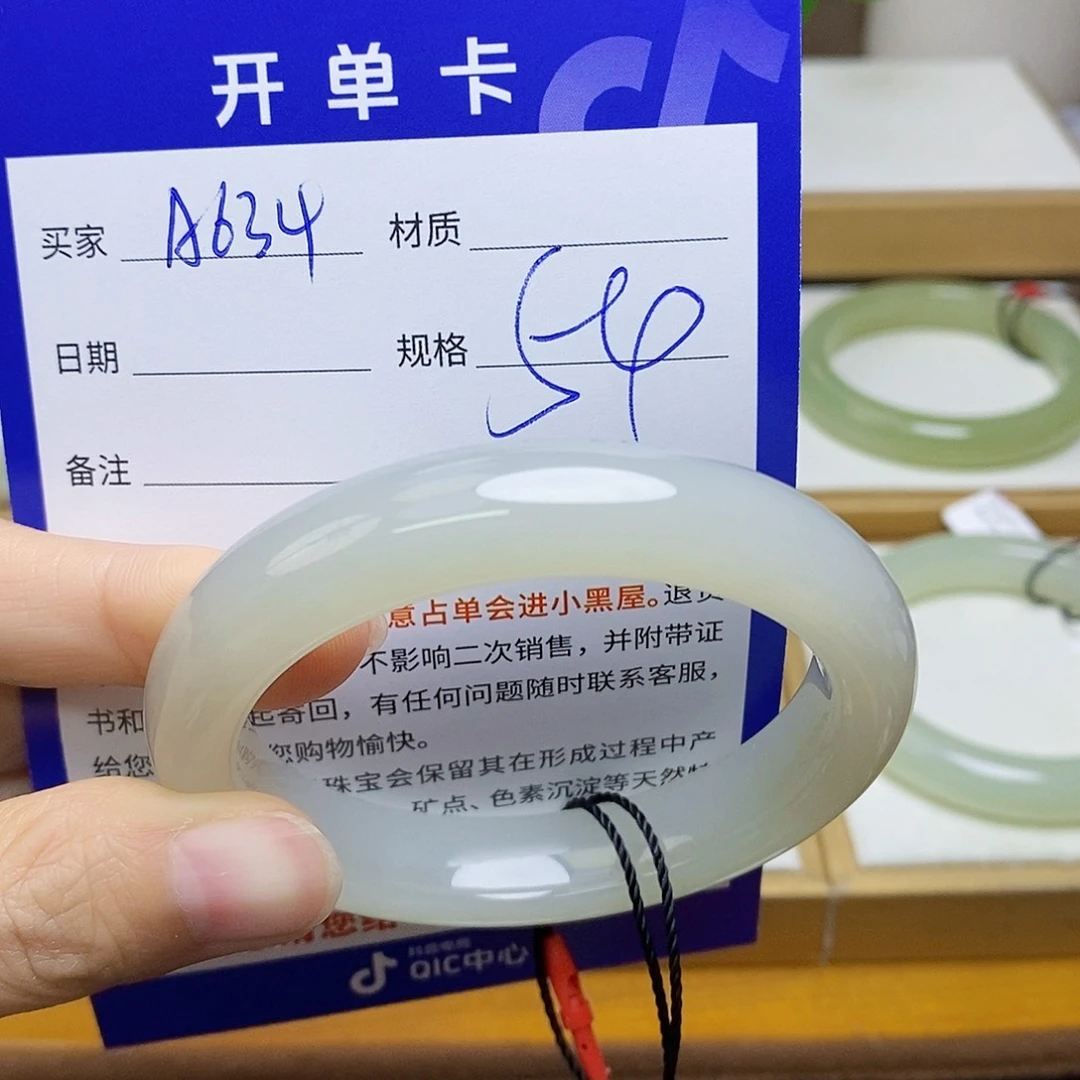 开单卡
买家 A634 材质
日期 规格 54
备注
意占单会进小黑屋。退货
不影响二次销售，并附带证
书和 起寄回，有任何问题随时联系客服，
给您 您购物愉快。
珠宝会保留其在形成过程中产
矿点、色素沉淀等天然
QIC中心